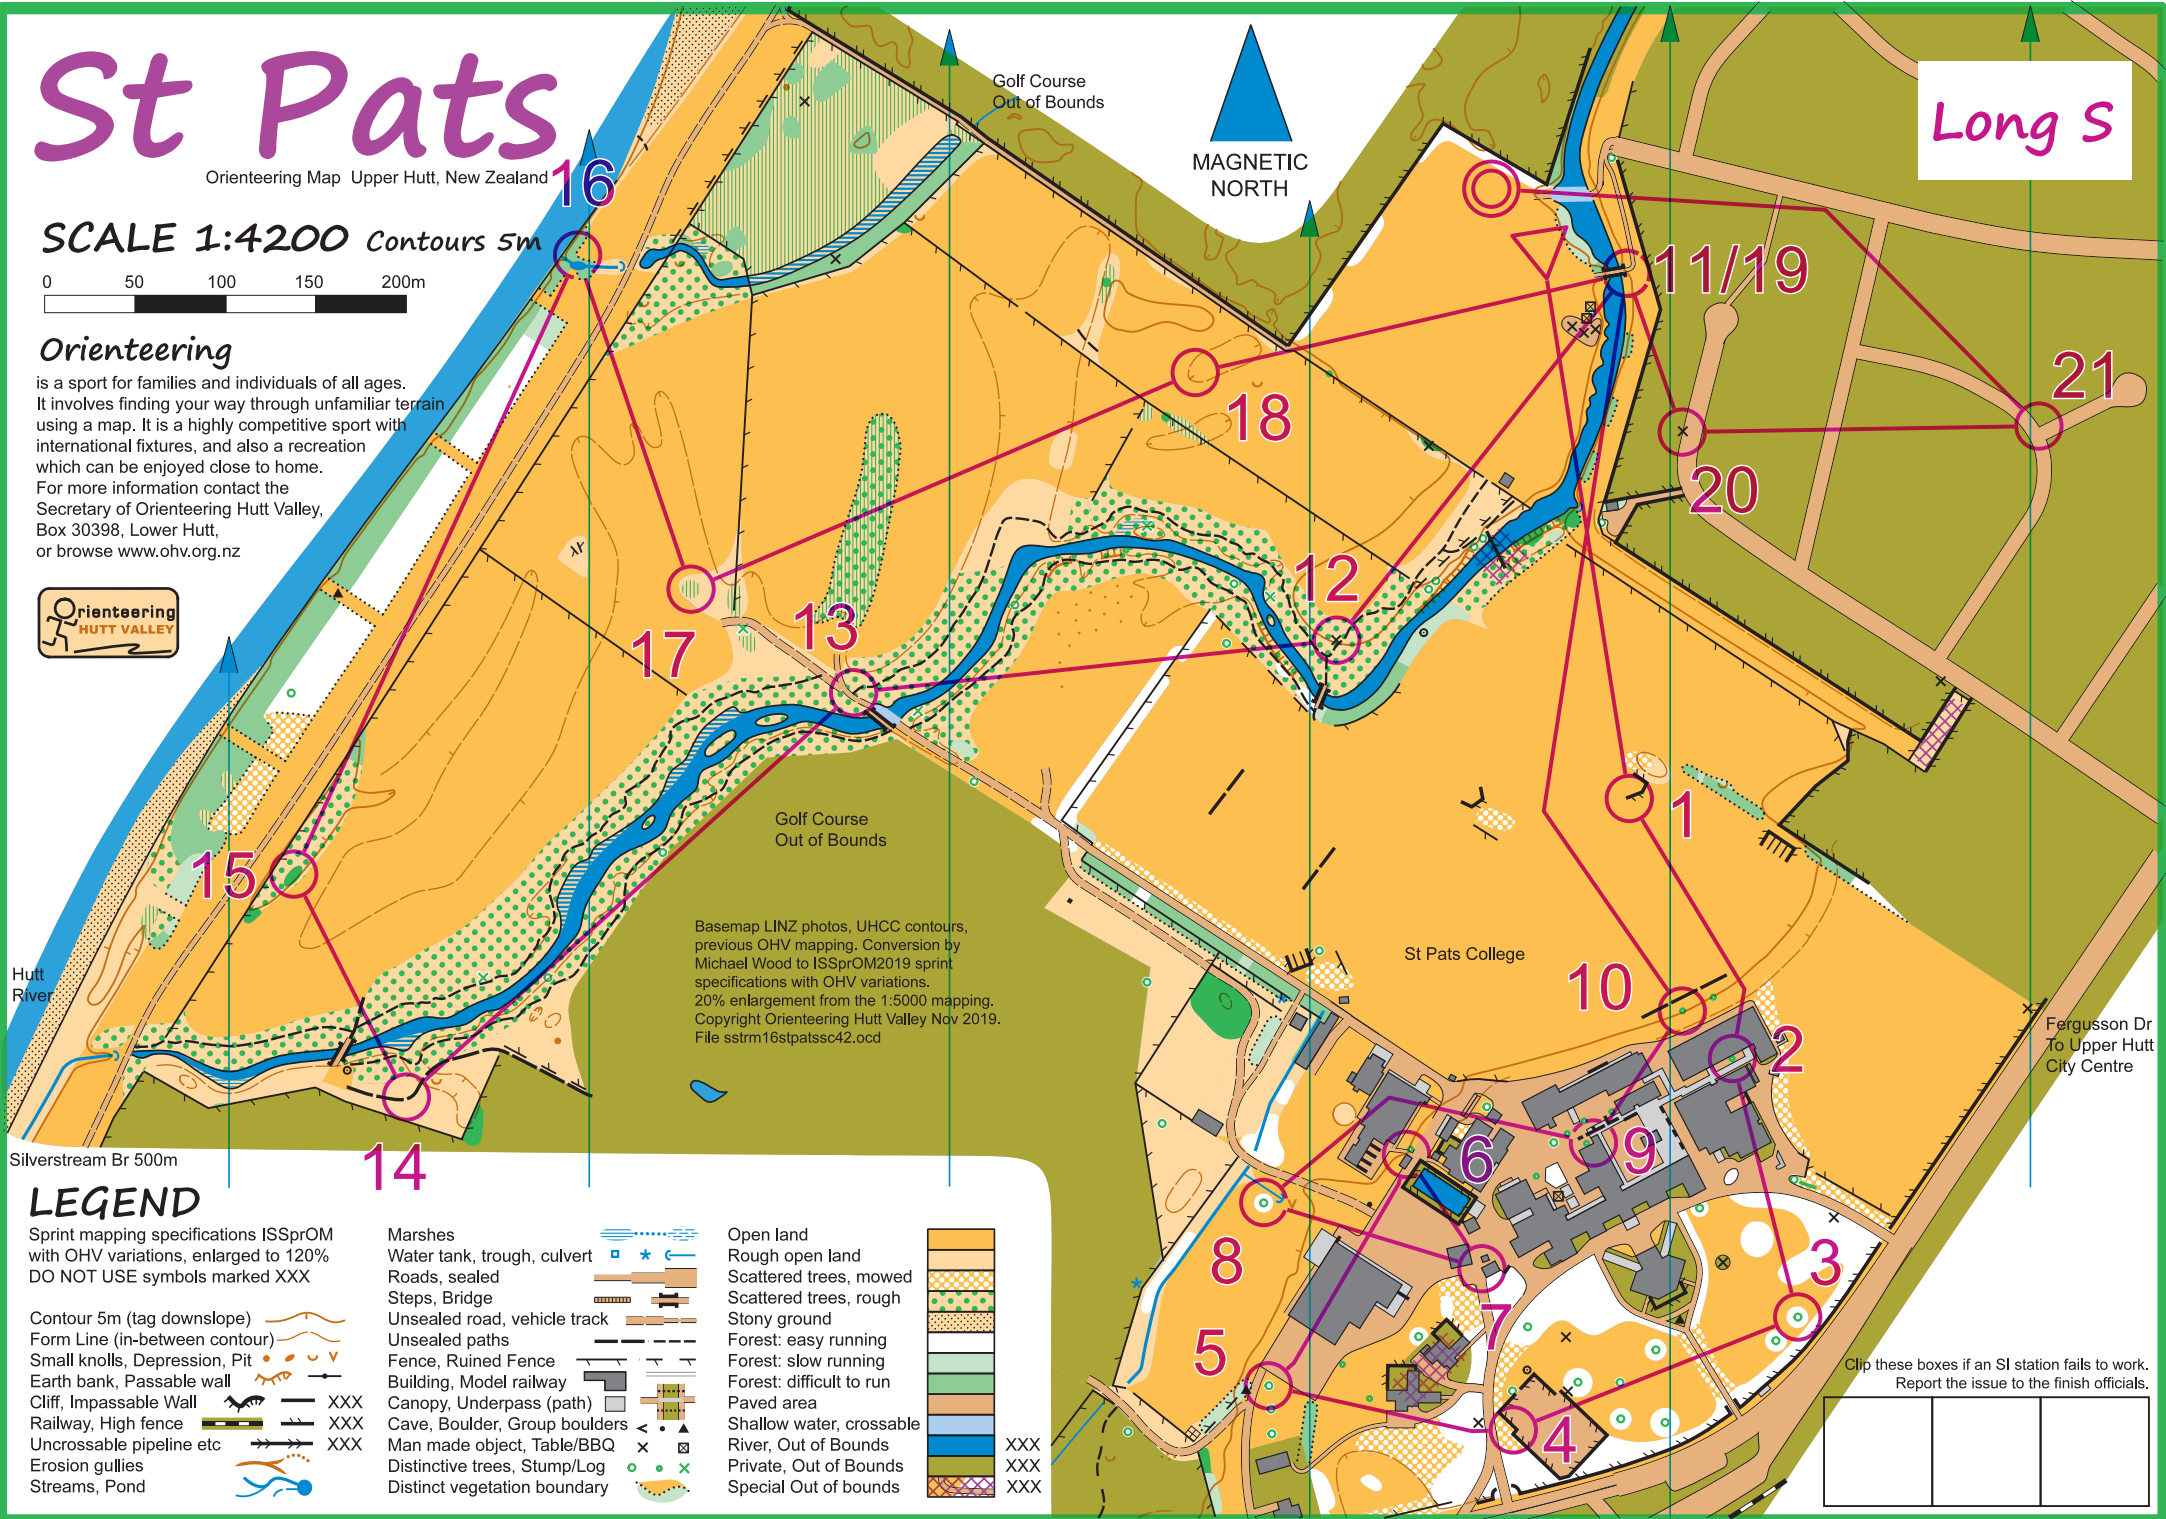 St Pats
Orienteering Map Upper Hutt, New Zealand
SCALE 1:4200 Contours 5m
0 50 100 150 200m
Orienteering
is a sport for families and individuals of all ages.
It involves finding your way through unfamiliar terrain
using a map. It is a highly competitive sport with
international fixtures, and also a recreation
which can be enjoyed close to home.
For more information contact the
Secretary of Orienteering Hutt Valley,
Box 30398, Lower Hutt,
or browse www.ohv.org.nz
Orienteering
HUTT VALLEY
Golf Course
Out of Bounds
MAGNETIC
NORTH
Long S
16
11/19
21
18
20
12
17
13
1
15
Golf Course
Out of Bounds
Basemap LINZ photos, UHCC contours,
previous OHV mapping. Conversion by
Michael Wood to ISSprOM2019 sprint
specifications with OHV variations.
20% enlargement from the 1:5000 mapping.
Copyright Orienteering Hutt Valley Nov 2019.
File sstrm16stpatssc42.ocd
St Pats College
10
2
Hutt
River
Fergusson Dr
To Upper Hutt
City Centre
14
6
9
8
3
7
5
4
Silverstream Br 500m
LEGEND
Sprint mapping specifications ISSprOM
with OHV variations, enlarged to 120%
DO NOT USE symbols marked XXX
Contour 5m (tag downslope)
Form Line (in-between contour)
Small knolls, Depression, Pit
Earth bank, Passable wall
Cliff, Impassable Wall XXX
Railway, High fence XXX
Uncrossable pipeline etc XXX
Erosion gullies
Streams, Pond
Marshes
Water tank, trough, culvert
Roads, sealed
Steps, Bridge
Unsealed road, vehicle track
Unsealed paths
Fence, Ruined Fence
Building, Model railway
Canopy, Underpass (path)
Cave, Boulder, Group boulders
Man made object, Table/BBQ
Distinctive trees, Stump/Log
Distinct vegetation boundary
Open land
Rough open land
Scattered trees, mowed
Scattered trees, rough
Stony ground
Forest: easy running
Forest: slow running
Forest: difficult to run
Paved area
Shallow water, crossable
River, Out of Bounds XXX
Private, Out of Bounds XXX
Special Out of bounds XXX
Clip these boxes if an SI station fails to work.
Report the issue to the finish officials.